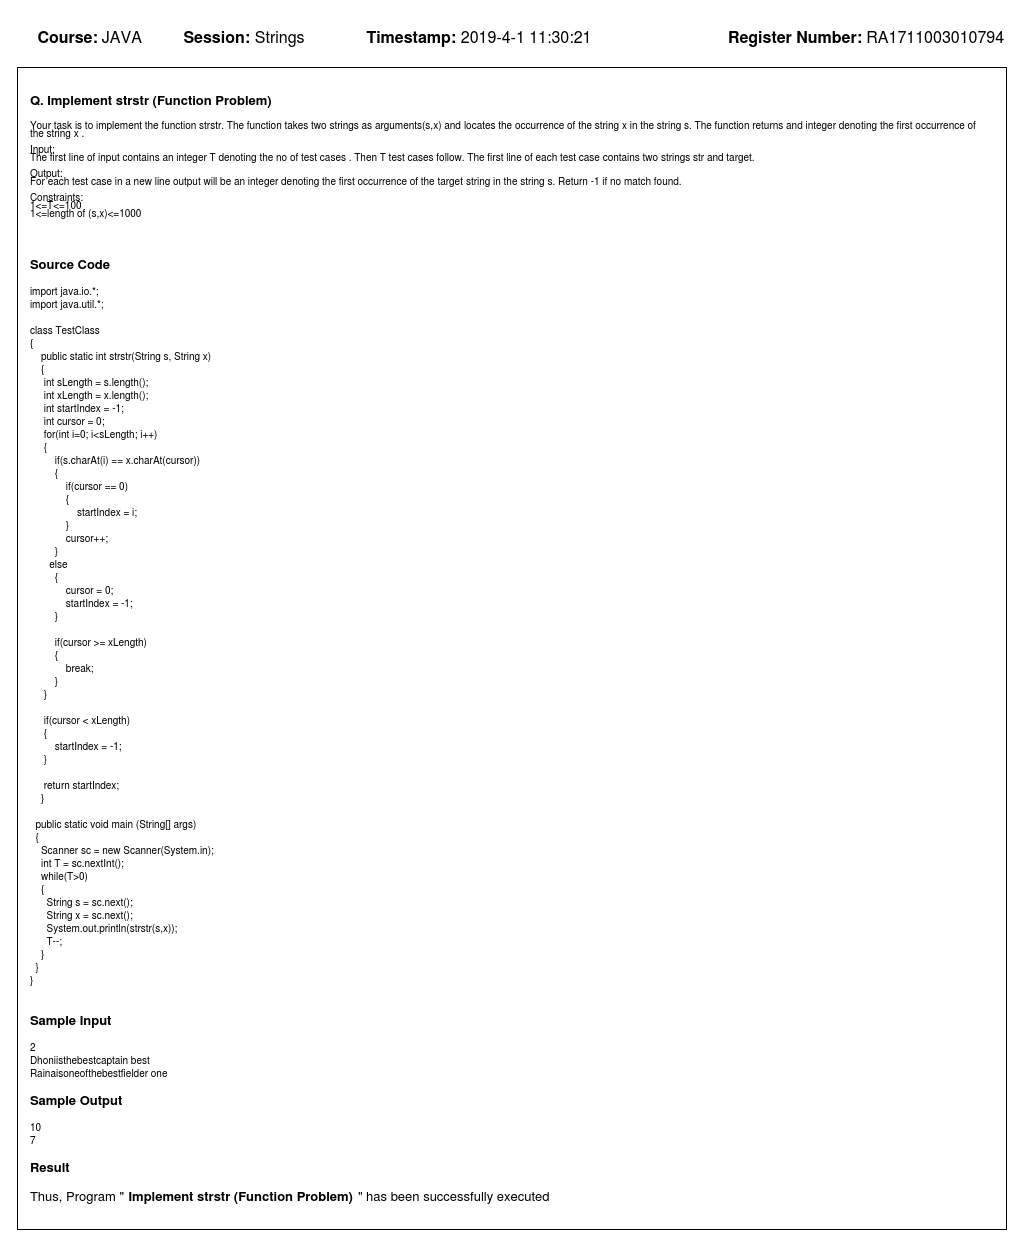 Course: JAVA Session: Strings Timestamp: 2019-4-1 11:30:21 Register Number: RA1711003010794
Q. Implement strstr (Function Problem)
Your task is to implement the function strstr. The function takes two strings as arguments(s,x) and locates the occurrence of the string x in the string s. The function returns and integer denoting the first occurrence of
the string x .
Input:
The first line of input contains an integer T denoting the no of test cases . Then T test cases follow. The first line of each test case contains two strings str and target.
Output:
For each test case in a new line output will be an integer denoting the first occurrence of the target string in the string s. Return -1 if no match found.
Constraints:
1<=T<=100
1<=length of (s,x)<=1000
Source Code
import java.io.*;
import java.util.*;
class TestClass
{
public static int strstr(String s, String x)
{
int sLength = s.length();
int xLength = x.length();
int startIndex = -1;
int cursor = 0;
for(int i=0; i<sLength; i++)
{
if(s.charAt(i) == x.charAt(cursor))
{
if(cursor == 0)
{
startIndex = i;
}
cursor++;
}
else
{
cursor = 0;
startIndex = -1;
}
if(cursor >= xLength)
{
break;
}
}
if(cursor < xLength)
{
startIndex = -1;
}
return startIndex;
}
public static void main (String[] args)
{
Scanner sc = new Scanner(System.in);
int T = sc.nextInt();
while(T>0)
{
String s = sc.next();
String x = sc.next();
System.out.println(strstr(s,x));
T--;
}
}
}
Sample Input
2
Dhoniisthebestcaptain best
Rainaisoneofthebestfielder one
Sample Output
10
7
Result
Thus, Program " Implement strstr (Function Problem) " has been successfully executed